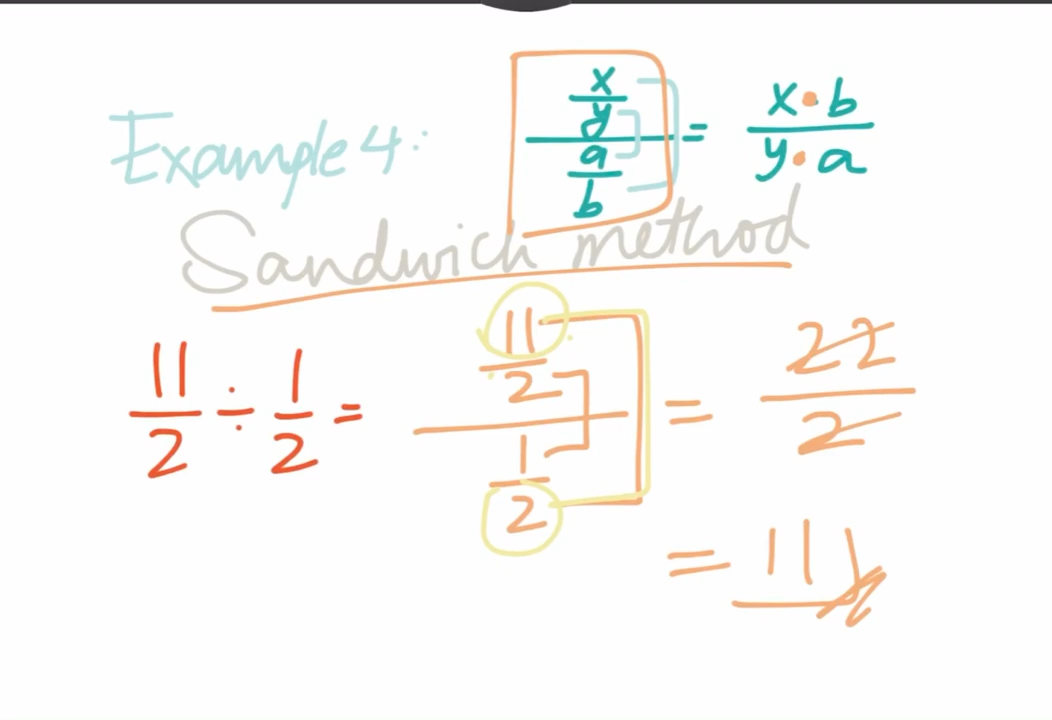 Example 4: x/y / a/b = x·b / y·a
Sandwich method
11/2 ÷ 1/2 = 11/2 / 1/2 = 22/2
= 11